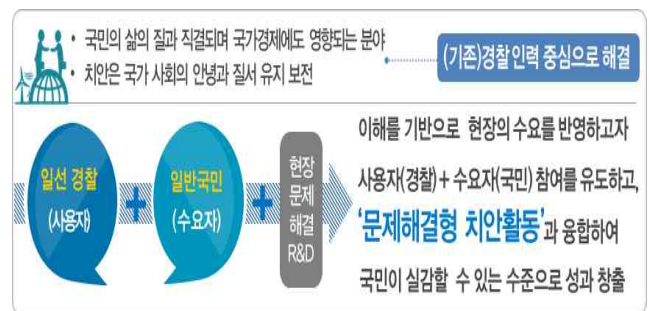 • 국민의 삶의 질과 직결되며 국가경제에도 영향되는 분야
• 치안은 국가 사회의 안녕과 질서 유지 보전
(기존)경찰 인력 중심으로 해결
일선 경찰
(사용자)
+
일반국민
(수요자)
+
현장
문제
해결
R&D
이해를 기반으로 현장의 수요를 반영하고자
사용자(경찰) + 수요자(국민) 참여를 유도하고,
'문제해결형 치안활동'과 융합하여
국민이 실감할 수 있는 수준으로 성과 창출